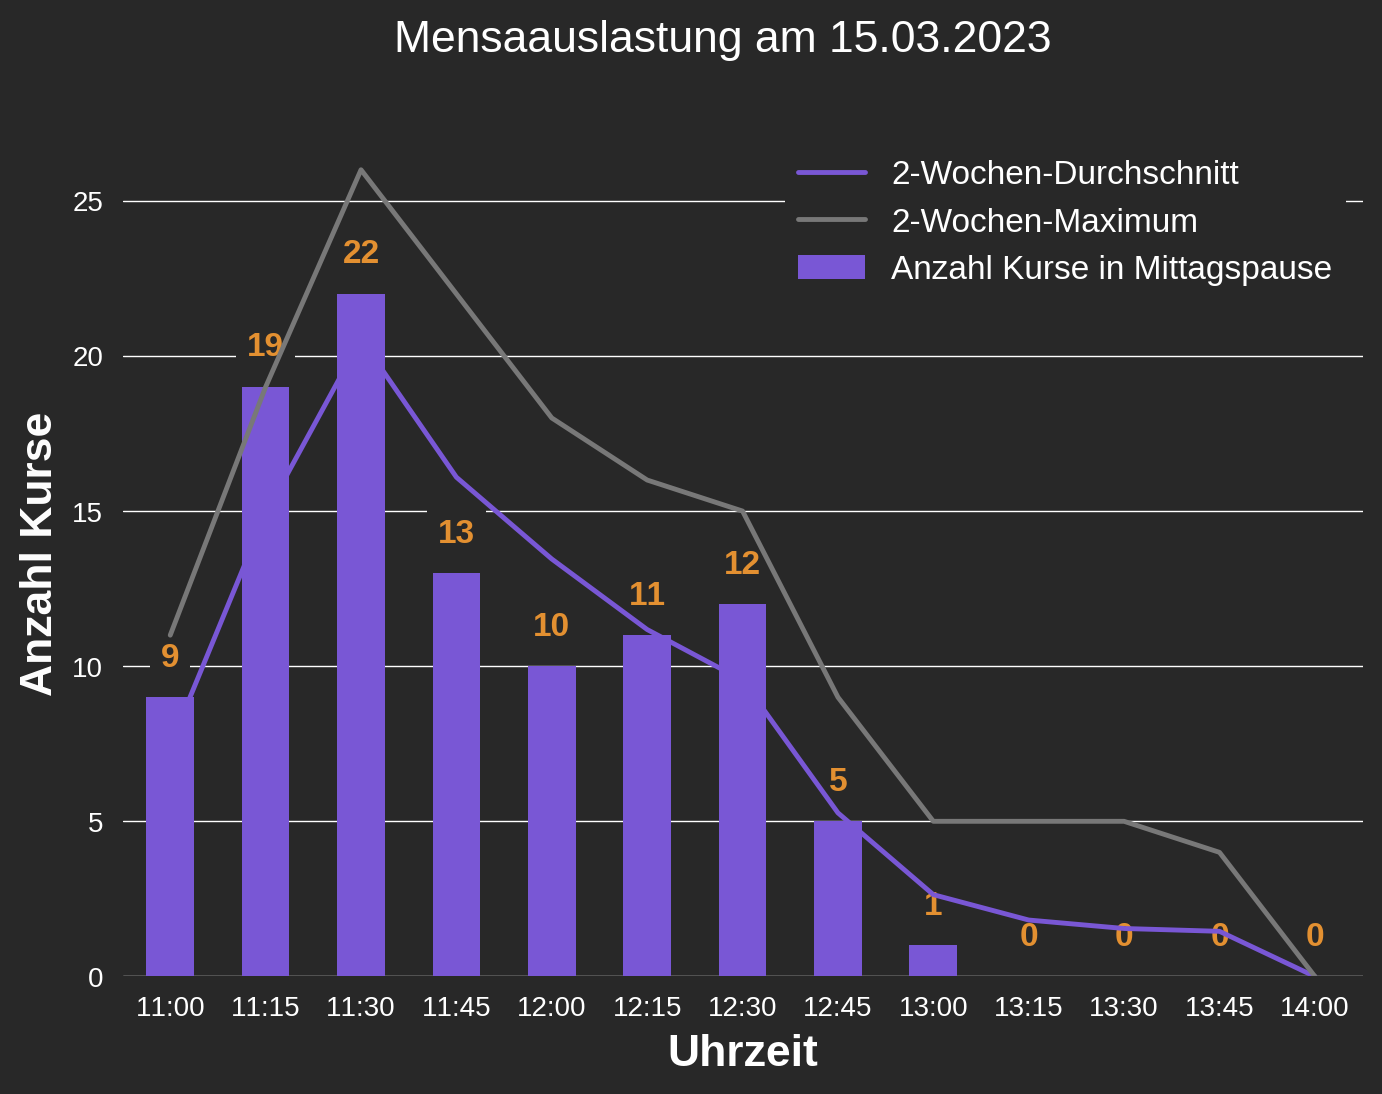 Mensaauslastung am 15.03.2023
2-Wochen-Durchschnitt
2-Wochen-Maximum
Anzahl Kurse in Mittagspause
Anzahl Kurse
25
20
15
10
5
0
9
19
22
13
10
11
12
5
1
0
0
0
0
11:00 11:15 11:30 11:45 12:00 12:15 12:30 12:45 13:00 13:15 13:30 13:45 14:00
Uhrzeit